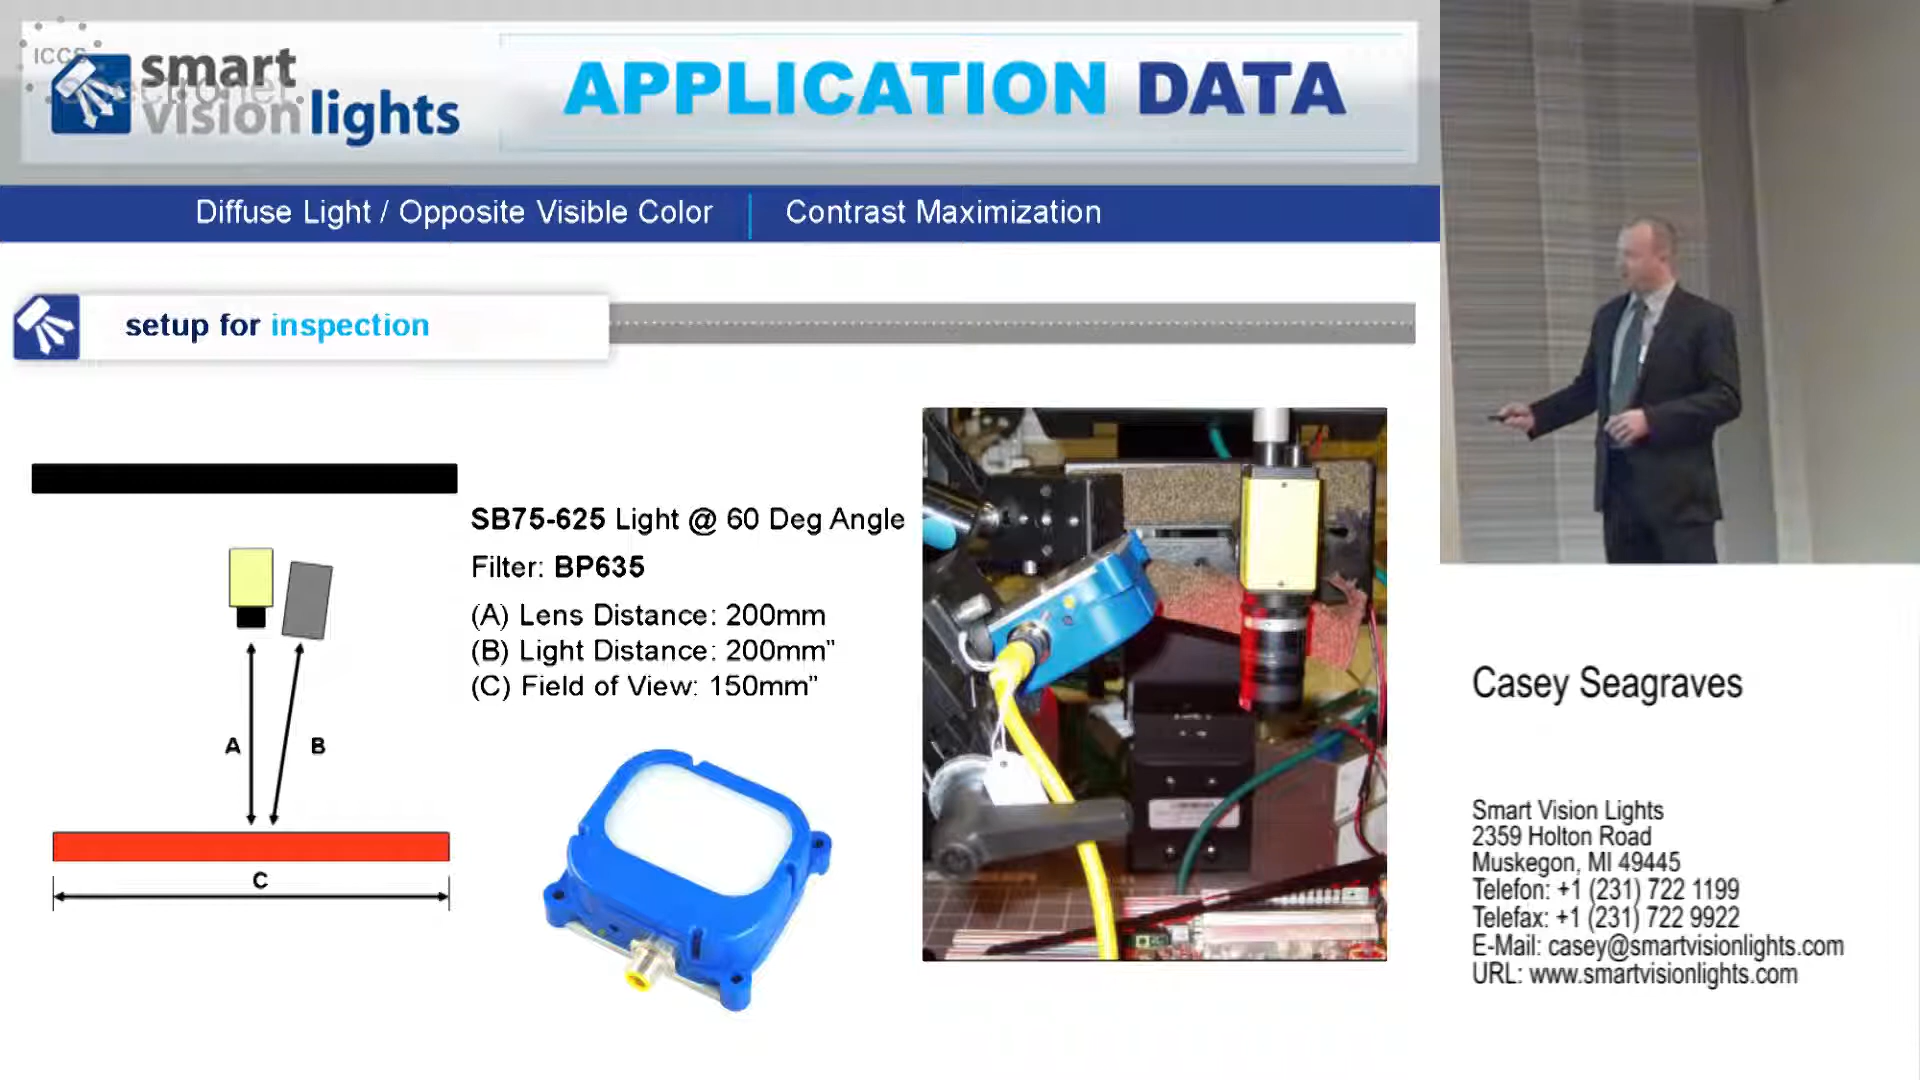 ICCS
spectronet
smart
vision lights
APPLICATION DATA
Diffuse Light / Opposite Visible Color
Contrast Maximization
setup for inspection
SB75-625 Light @ 60 Deg Angle
Filter: BP635
(A) Lens Distance: 200mm
(B) Light Distance: 200mm"
(C) Field of View: 150mm"
A
B
C
Casey Seagraves
Smart Vision Lights
2359 Holton Road
Muskegon, MI 49445
Telefon: +1 (231) 722 1199
Telefax: +1 (231) 722 9922
E-Mail: casey@smartvisionlights.com
URL: www.smartvisionlights.com